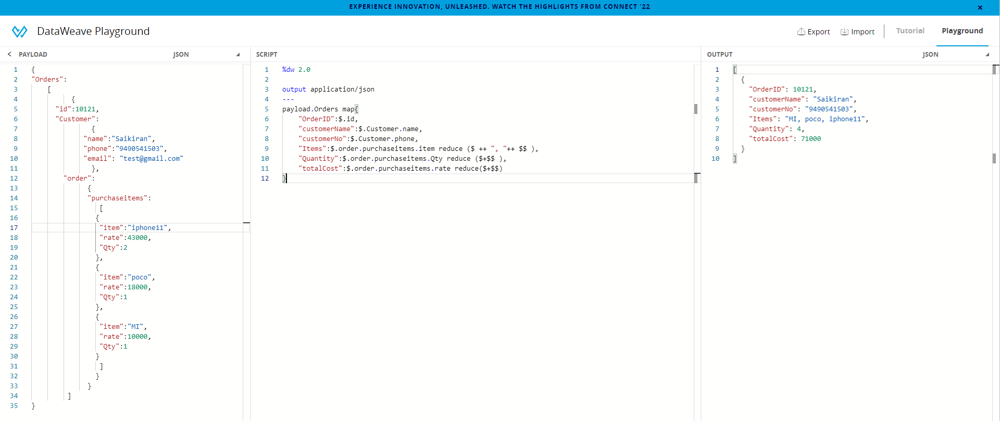 EXPERIENCE INNOVATION, UNLEASHED. WATCH THE HIGHLIGHTS FROM CONNECT '22 ×
DataWeave Playground
Export Import Tutorial Playground
< PAYLOAD JSON
1 {
2 "Orders":
3 [
4 {
5 "id":10121,
6 "Customer":
7 {
8 "name":"Saikiran",
9 "phone":"9490541503",
10 "email": "test@gmail.com"
11 },
12 "order":
13 {
14 "purchaseitems":
15 [
16 {
17 "item":"iphone11",
18 "rate":43000,
19 "Qty":2
20 },
21 {
22 "item":"poco",
23 "rate":18000,
24 "Qty":1
25 },
26 {
27 "item":"MI",
28 "rate":10000,
29 "Qty":1
30 }
31 ]
32 }
33 }
34 ]
35 }
SCRIPT
1 %dw 2.0
2
3 output application/json
4 ---
5 payload.Orders map{
6 "OrderID":$.id,
7 "customerName":$.Customer.name,
8 "customerNo":$.Customer.phone,
9 "Items":$.order.purchaseitems.item reduce ($ ++ ", "++ $$ ),
10 "Quantity":$.order.purchaseitems.Qty reduce ($+$$ ),
11 "totalCost":$.order.purchaseitems.rate reduce($+$$)
12 }
OUTPUT JSON
1 [
2 {
3 "OrderID": 10121,
4 "customerName": "Saikiran",
5 "customerNo": "9490541503",
6 "Items": "MI, poco, iphone11",
7 "Quantity": 4,
8 "totalCost": 71000
9 }
10 ]